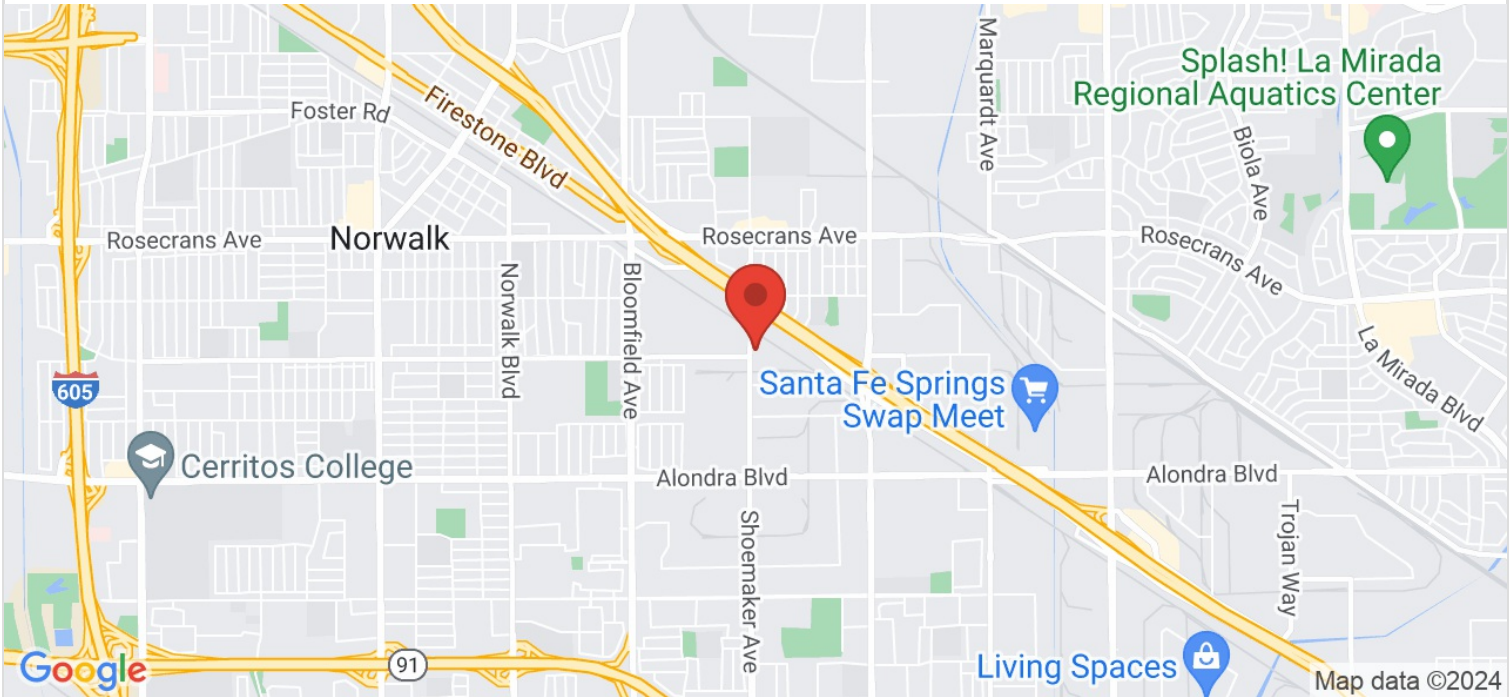 Marquardt Ave
Splash! La Mirada
Regional Aquatics Center
Foster Rd
Firestone Blvd
Biola Ave
Rosecrans Ave
Norwalk
Rosecrans Ave
Rosecrans Ave
Norwalk Blvd
Bloomfield Ave
La Mirada Blvd
605
Santa Fe Springs
Swap Meet
Cerritos College
Alondra Blvd
Alondra Blvd
Shoemaker Ave
Trojan Way
Google
91
Living Spaces
Map data ©2024